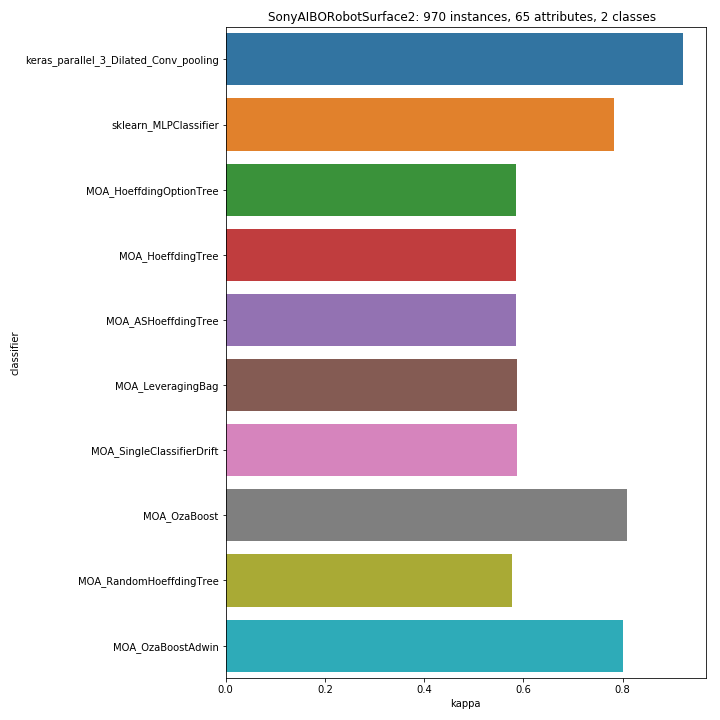 SonyAIBORobotSurface2: 970 instances, 65 attributes, 2 classes
keras_parallel_3_Dilated_Conv_pooling
sklearn_MLPClassifier
MOA_HoeffdingOptionTree
MOA_HoeffdingTree
MOA_ASHoeffdingTree
classifier
MOA_LeveragingBag
MOA_SingleClassifierDrift
MOA_OzaBoost
MOA_RandomHoeffdingTree
MOA_OzaBoostAdwin
0.0 0.2 0.4 0.6 0.8
kappa